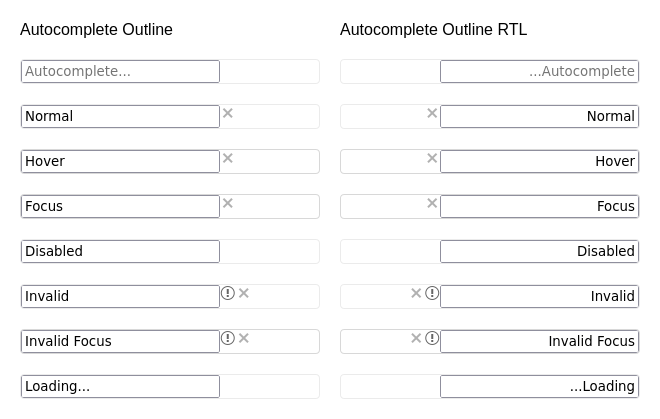 Autocomplete Outline
Autocomplete...
Normal
Hover
Focus
Disabled
Invalid
Invalid Focus
Loading...
Autocomplete Outline RTL
...Autocomplete
Normal
Hover
Focus
Disabled
Invalid
Invalid Focus
...Loading